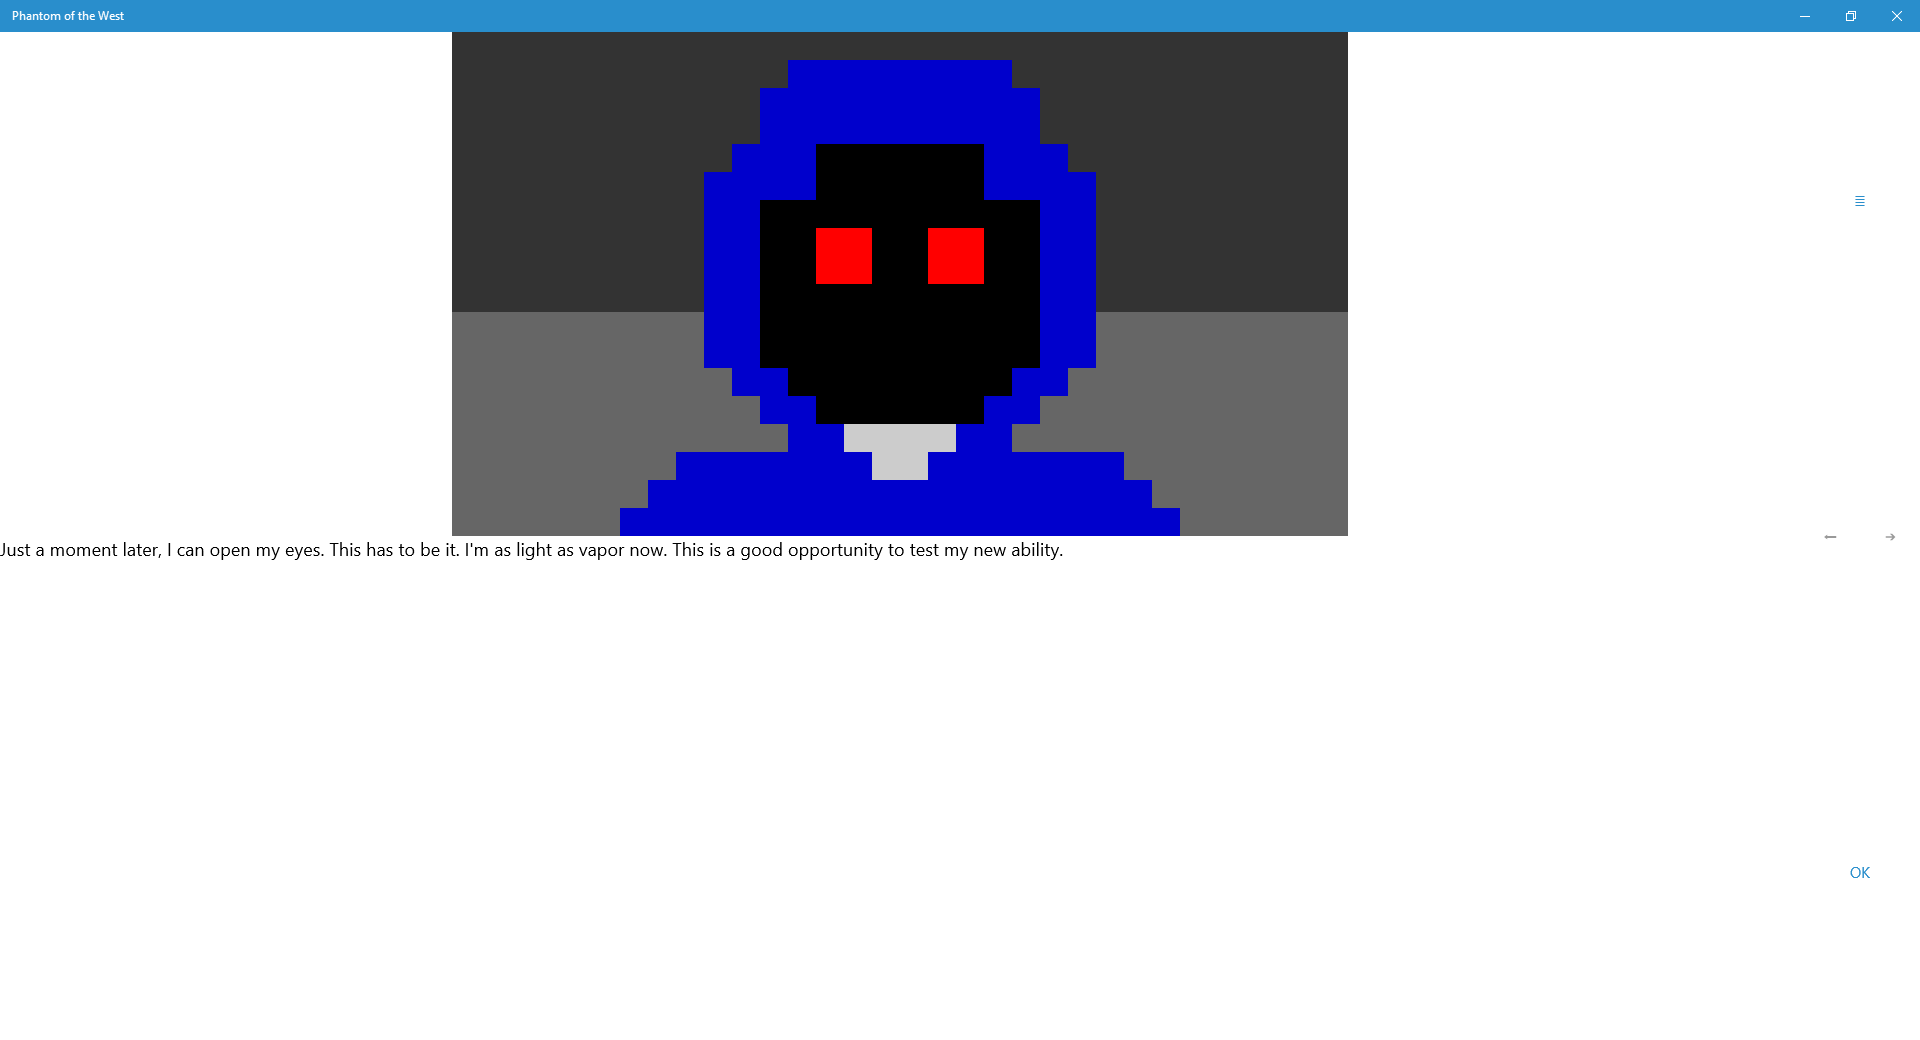 Phantom of the West
Just a moment later, I can open my eyes. This has to be it. I'm as light as vapor now. This is a good opportunity to test my new ability.
OK